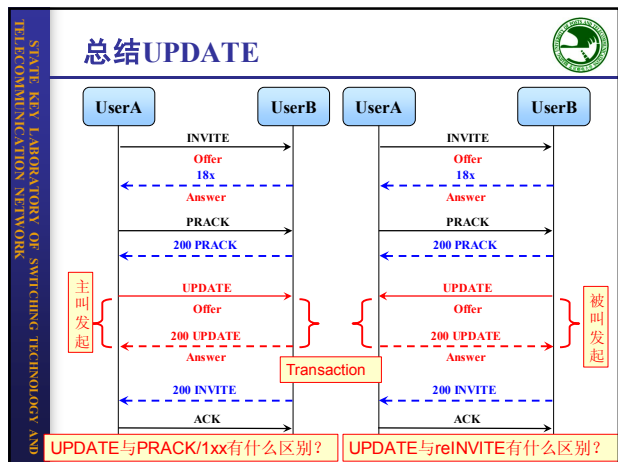 STATE KEY LABORATORY OF SWITCHING TECHNOLOGY AND
TELECOMMUNICATION NETWORK
总结UPDATE
UserA
UserB
INVITE
Offer
18x
Answer
PRACK
200 PRACK
主叫发起
UPDATE
Offer
200 UPDATE
Answer
200 INVITE
ACK
UserA
UserB
INVITE
Offer
18x
Answer
PRACK
200 PRACK
UPDATE
Offer
200 UPDATE
Answer
被叫发起
Transaction
200 INVITE
ACK
UPDATE与PRACK/1xx有什么区别?
UPDATE与reINVITE有什么区别?